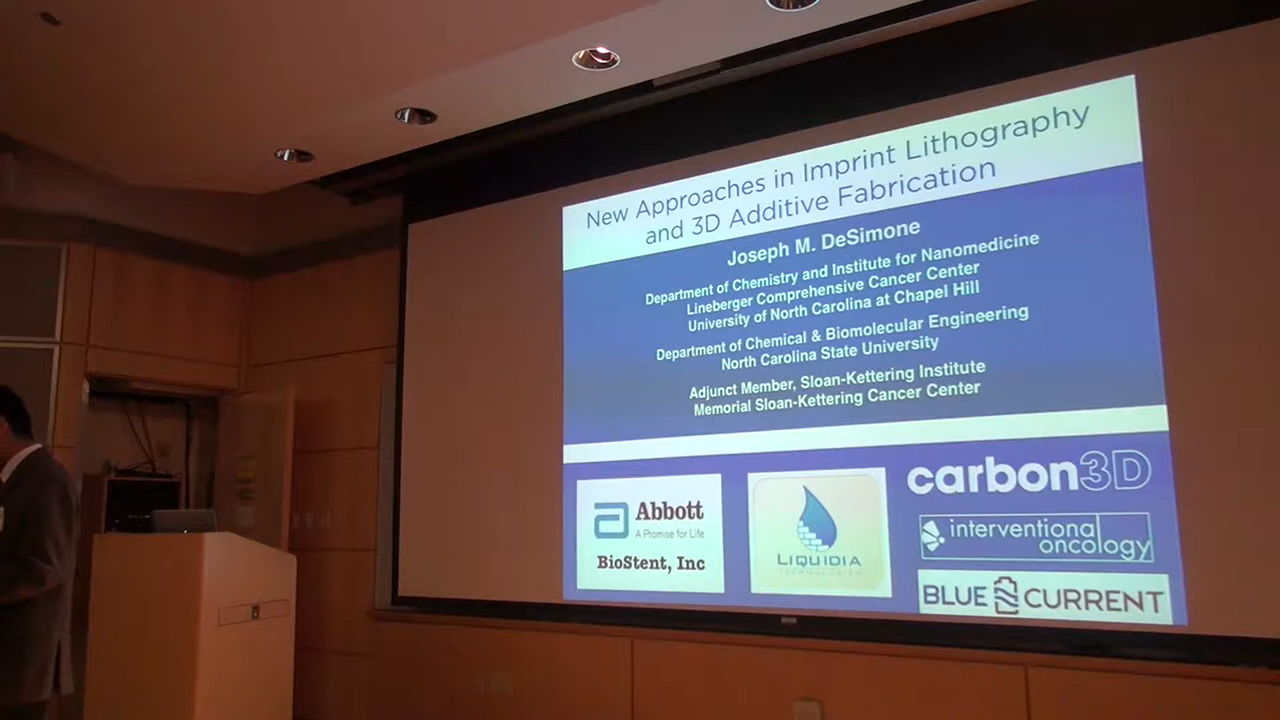 New Approaches in Imprint Lithography
and 3D Additive Fabrication
Joseph M. DeSimone
Department of Chemistry and Institute for Nanomedicine
Lineberger Comprehensive Cancer Center
University of North Carolina at Chapel Hill
Department of Chemical & Biomolecular Engineering
North Carolina State University
Adjunct Member, Sloan-Kettering Institute
Memorial Sloan-Kettering Cancer Center
Abbott
A Promise for Life
BioStent, Inc
LIQUIDIA
TECHNOLOGIES
carbon3D
interventional
oncology
BLUE CURRENT